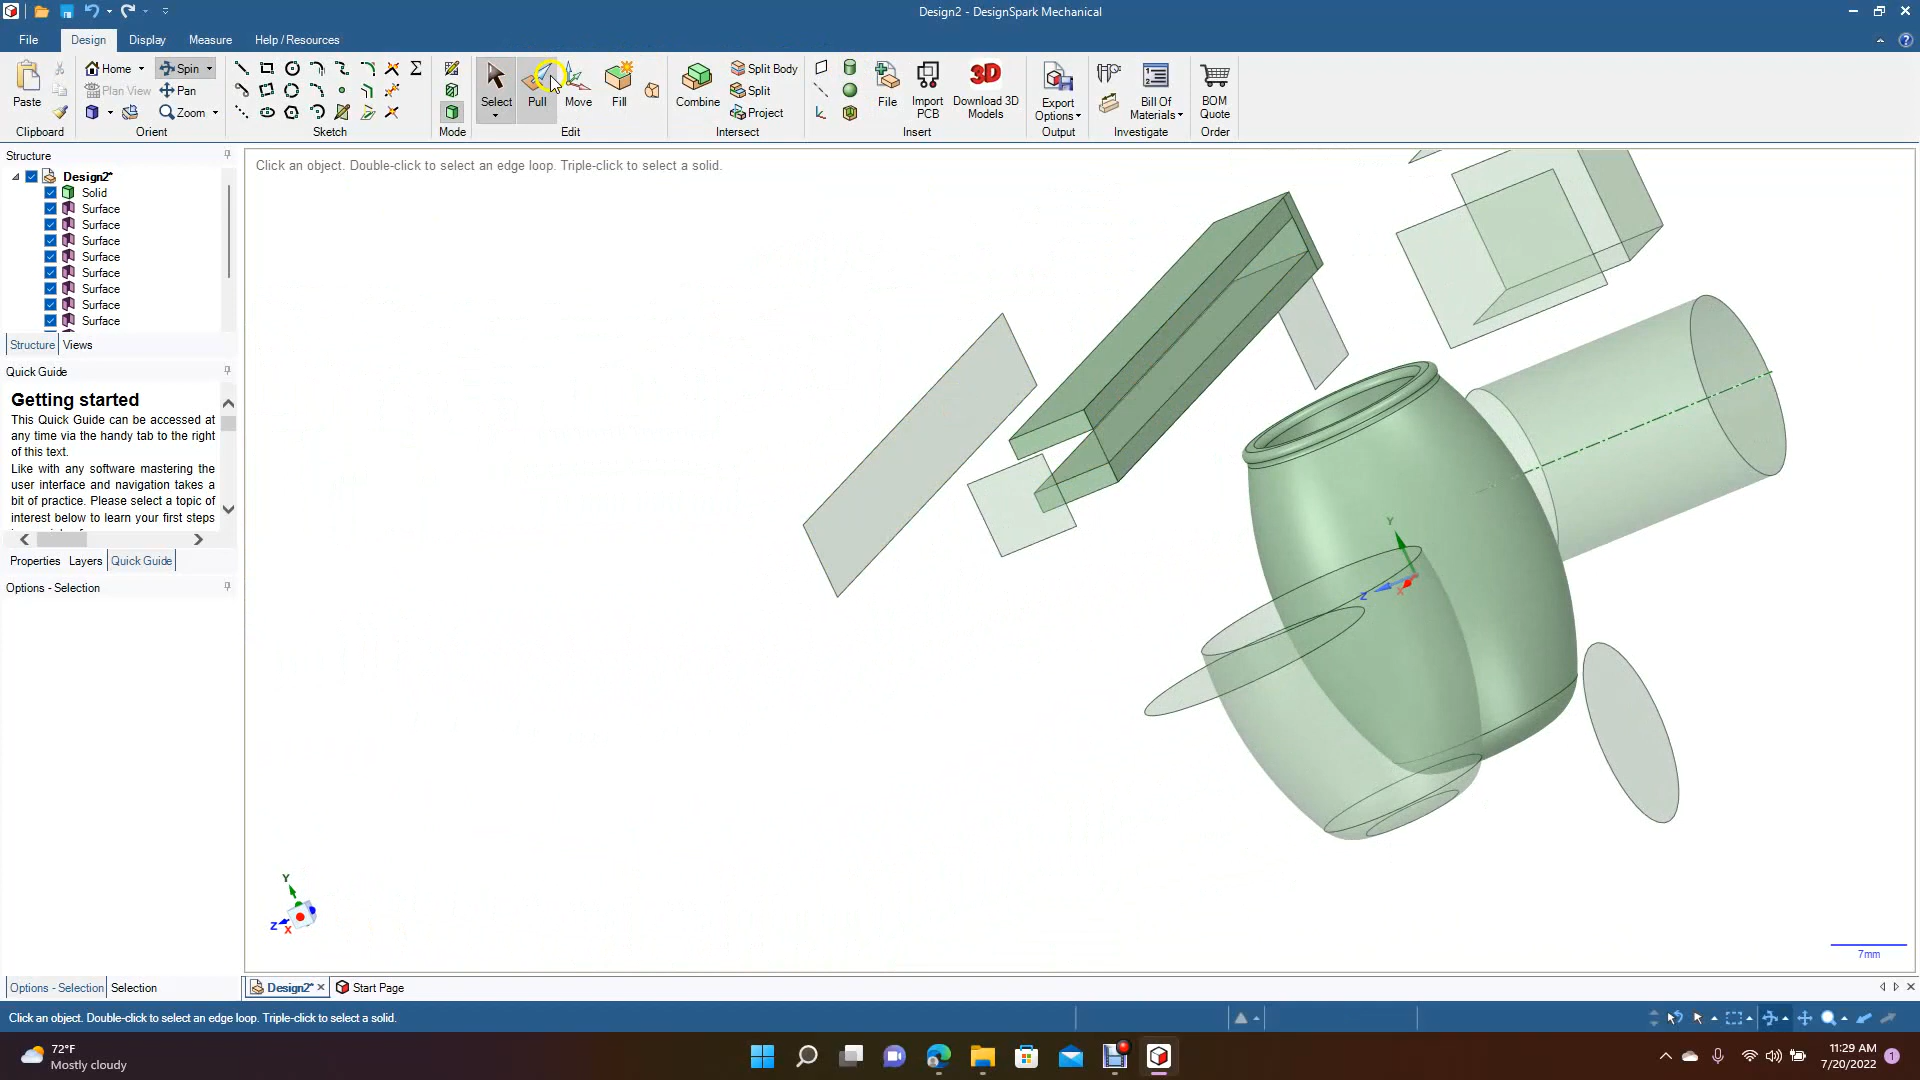 Design2 - DesignSpark Mechanical
File Design Display Measure Help / Resources
Paste
Clipboard
Home Spin
Plan View Pan
Zoom
Orient
Sketch
Mode
Select Pull Move Fill
Edit
Combine
Split Body
Split
Project
Intersect
File
Import PCB
3D
Download 3D Models
Insert
Export Options
Output
Bill Of Materials
Investigate
BOM Quote
Order
Structure
Click an object. Double-click to select an edge loop. Triple-click to select a solid.
Design2*
Solid
Surface
Surface
Surface
Surface
Surface
Surface
Surface
Surface
Structure Views
Quick Guide
Getting started
This Quick Guide can be accessed at
any time via the handy tab to the right
of this text.
Like with any software mastering the
user interface and navigation takes a
bit of practice. Please select a topic of
interest below to learn your first steps
Properties Layers Quick Guide
Options - Selection
Y
Z
X
Y
Z
X
7mm
Options - Selection Selection
Design2* Start Page
Click an object. Double-click to select an edge loop. Triple-click to select a solid.
72°F
Mostly cloudy
11:29 AM
7/20/2022
1